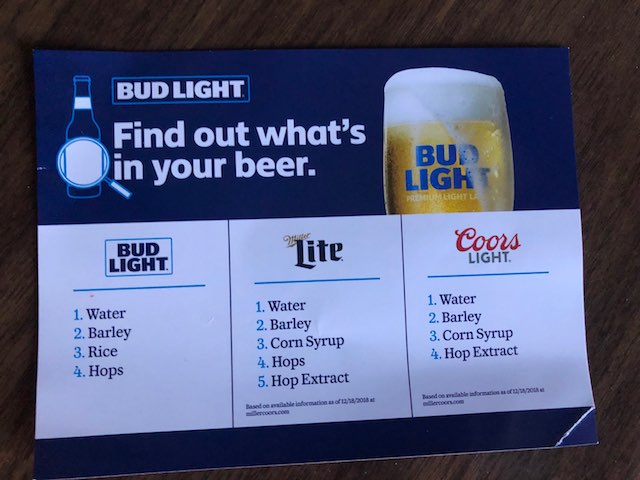 BUD LIGHT.
Find out what's
in your beer.
BUD
LIGHT
PREMIUM LIGHT
BUD
LIGHT.
1. Water
2. Barley
3. Rice
4. Hops
Miller
Lite
1. Water
2. Barley
3. Corn Syrup
4. Hops
5. Hop Extract
Based on available information as of 12/18/2018 at
millercoors.com
Coors
LIGHT.
1. Water
2. Barley
3. Corn Syrup
4. Hop Extract
Based on available information as of 12/18/2018 at
millercoors.com